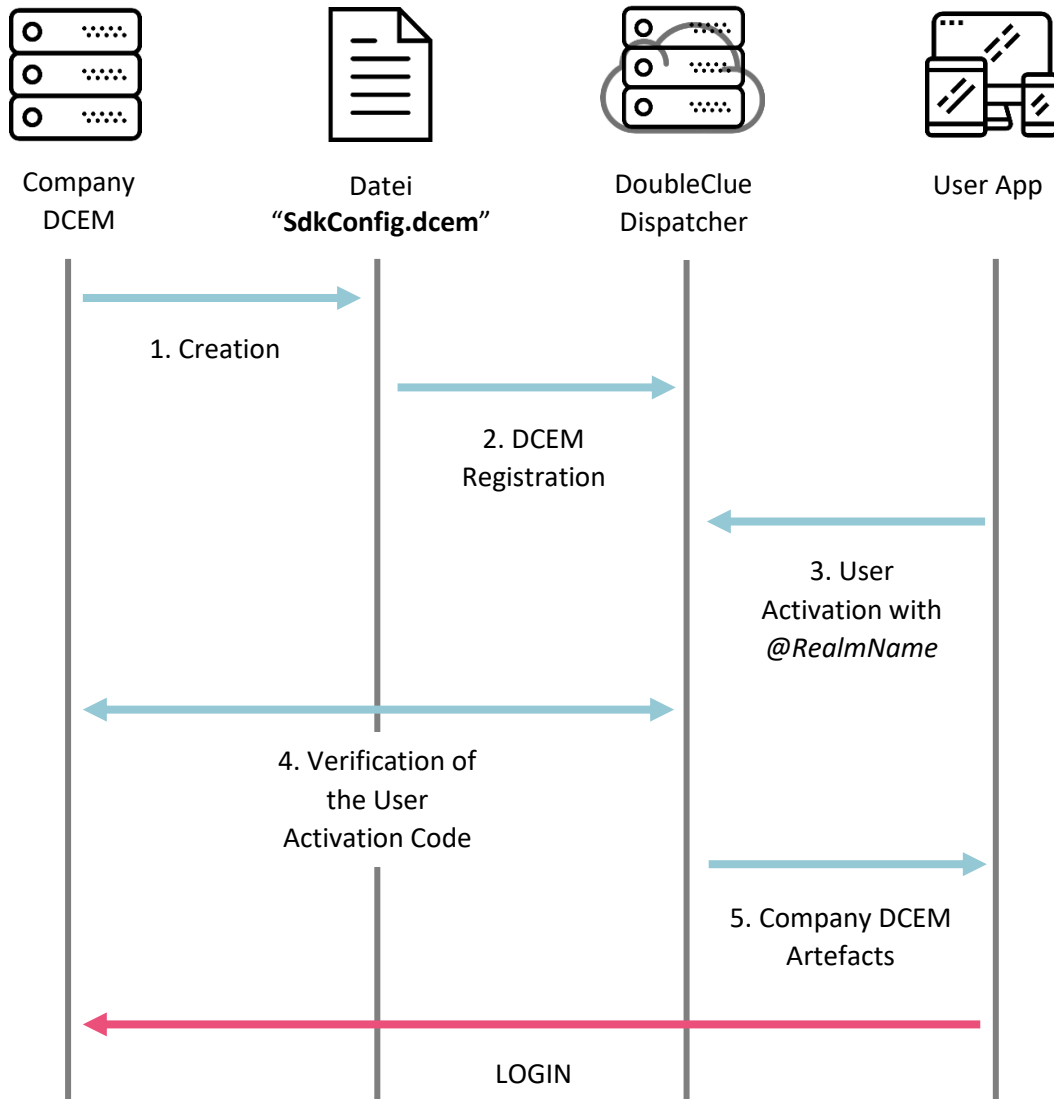 Company
DCEM
Datei
“SdkConfig.dcem”
DoubleClue
Dispatcher
User App
1. Creation
2. DCEM
Registration
3. User
Activation with
@RealmName
4. Verification of
the User
Activation Code
5. Company DCEM
Artefacts
LOGIN